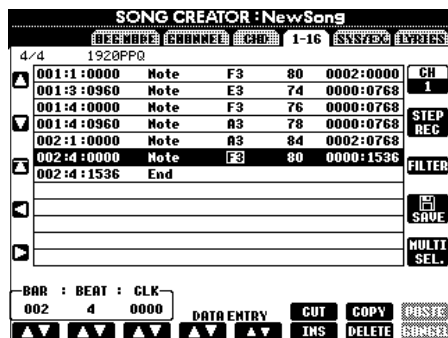 SONG CREATOR :NewSong
REC MODE CHANNEL CHD 1-16 SYS/EX. LYRICS
4/4 1920PPQ
001:1:0000 Note F3 80 0002:0000
001:3:0960 Note E3 74 0000:0768
001:4:0000 Note F3 76 0000:0768
001:4:0960 Note A3 78 0000:0768
002:1:0000 Note A3 84 0002:0768
002:4:0000 Note F3 80 0000:1536
002:4:1536 End
CH
1
STEP
REC
FILTER
SAVE
MULTI
SEL.
BAR : BEAT : CLK
002 4 0000
DATA ENTRY
CUT COPY PASTE
INS DELETE CANCEL